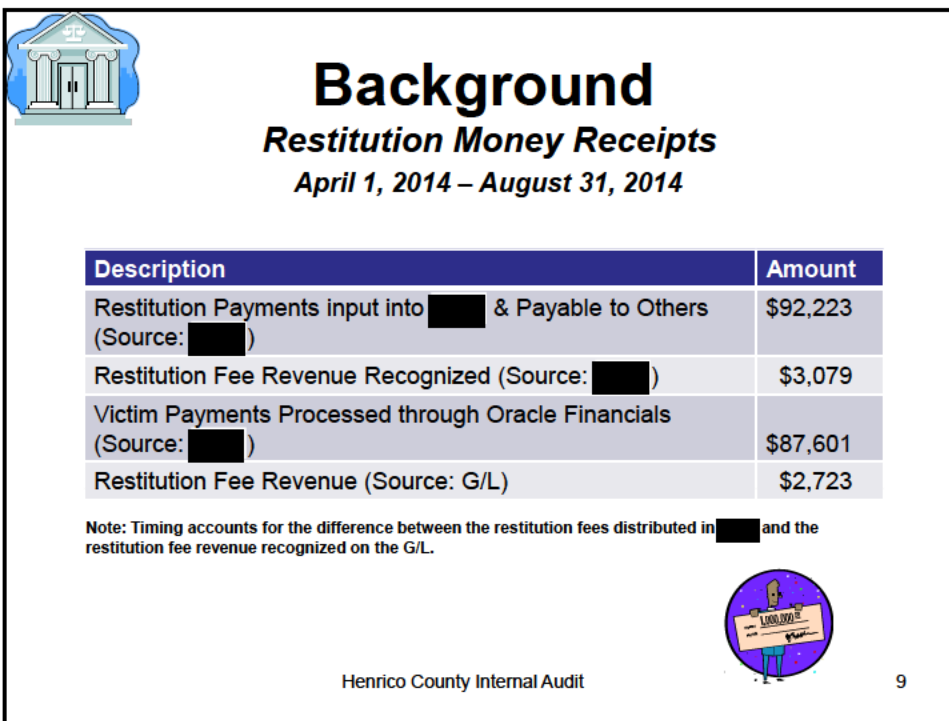 Background
Restitution Money Receipts
April 1, 2014 – August 31, 2014
Description Amount
Restitution Payments input into & Payable to Others $92,223
(Source: )
Restitution Fee Revenue Recognized (Source: ) $3,079
Victim Payments Processed through Oracle Financials
(Source: ) $87,601
Restitution Fee Revenue (Source: G/L) $2,723
Note: Timing accounts for the difference between the restitution fees distributed in and the
restitution fee revenue recognized on the G/L.
1,000,000
Henrico County Internal Audit 9